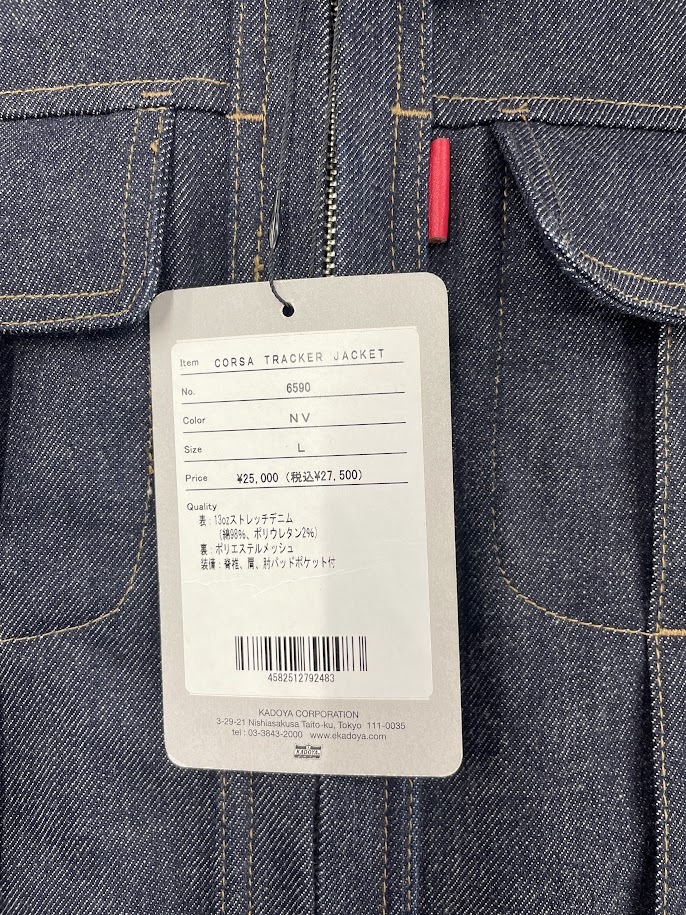 Item CORSA TRACKER JACKET
No. 6590
Color NV
Size L
Price ¥25,000 (税込¥27,500)
Quality
表:13ozストレッチデニム
(綿98%、ポリウレタン2%)
裏:ポリエステルメッシュ
装備:脊椎、肩、肘パッドポケット付
4582512792483
KADOYA CORPORATION
3-29-21 Nishiasakusa Taito-ku, Tokyo 111-0035
tel : 03-3843-2000 www.ekadoya.com
KADOYA